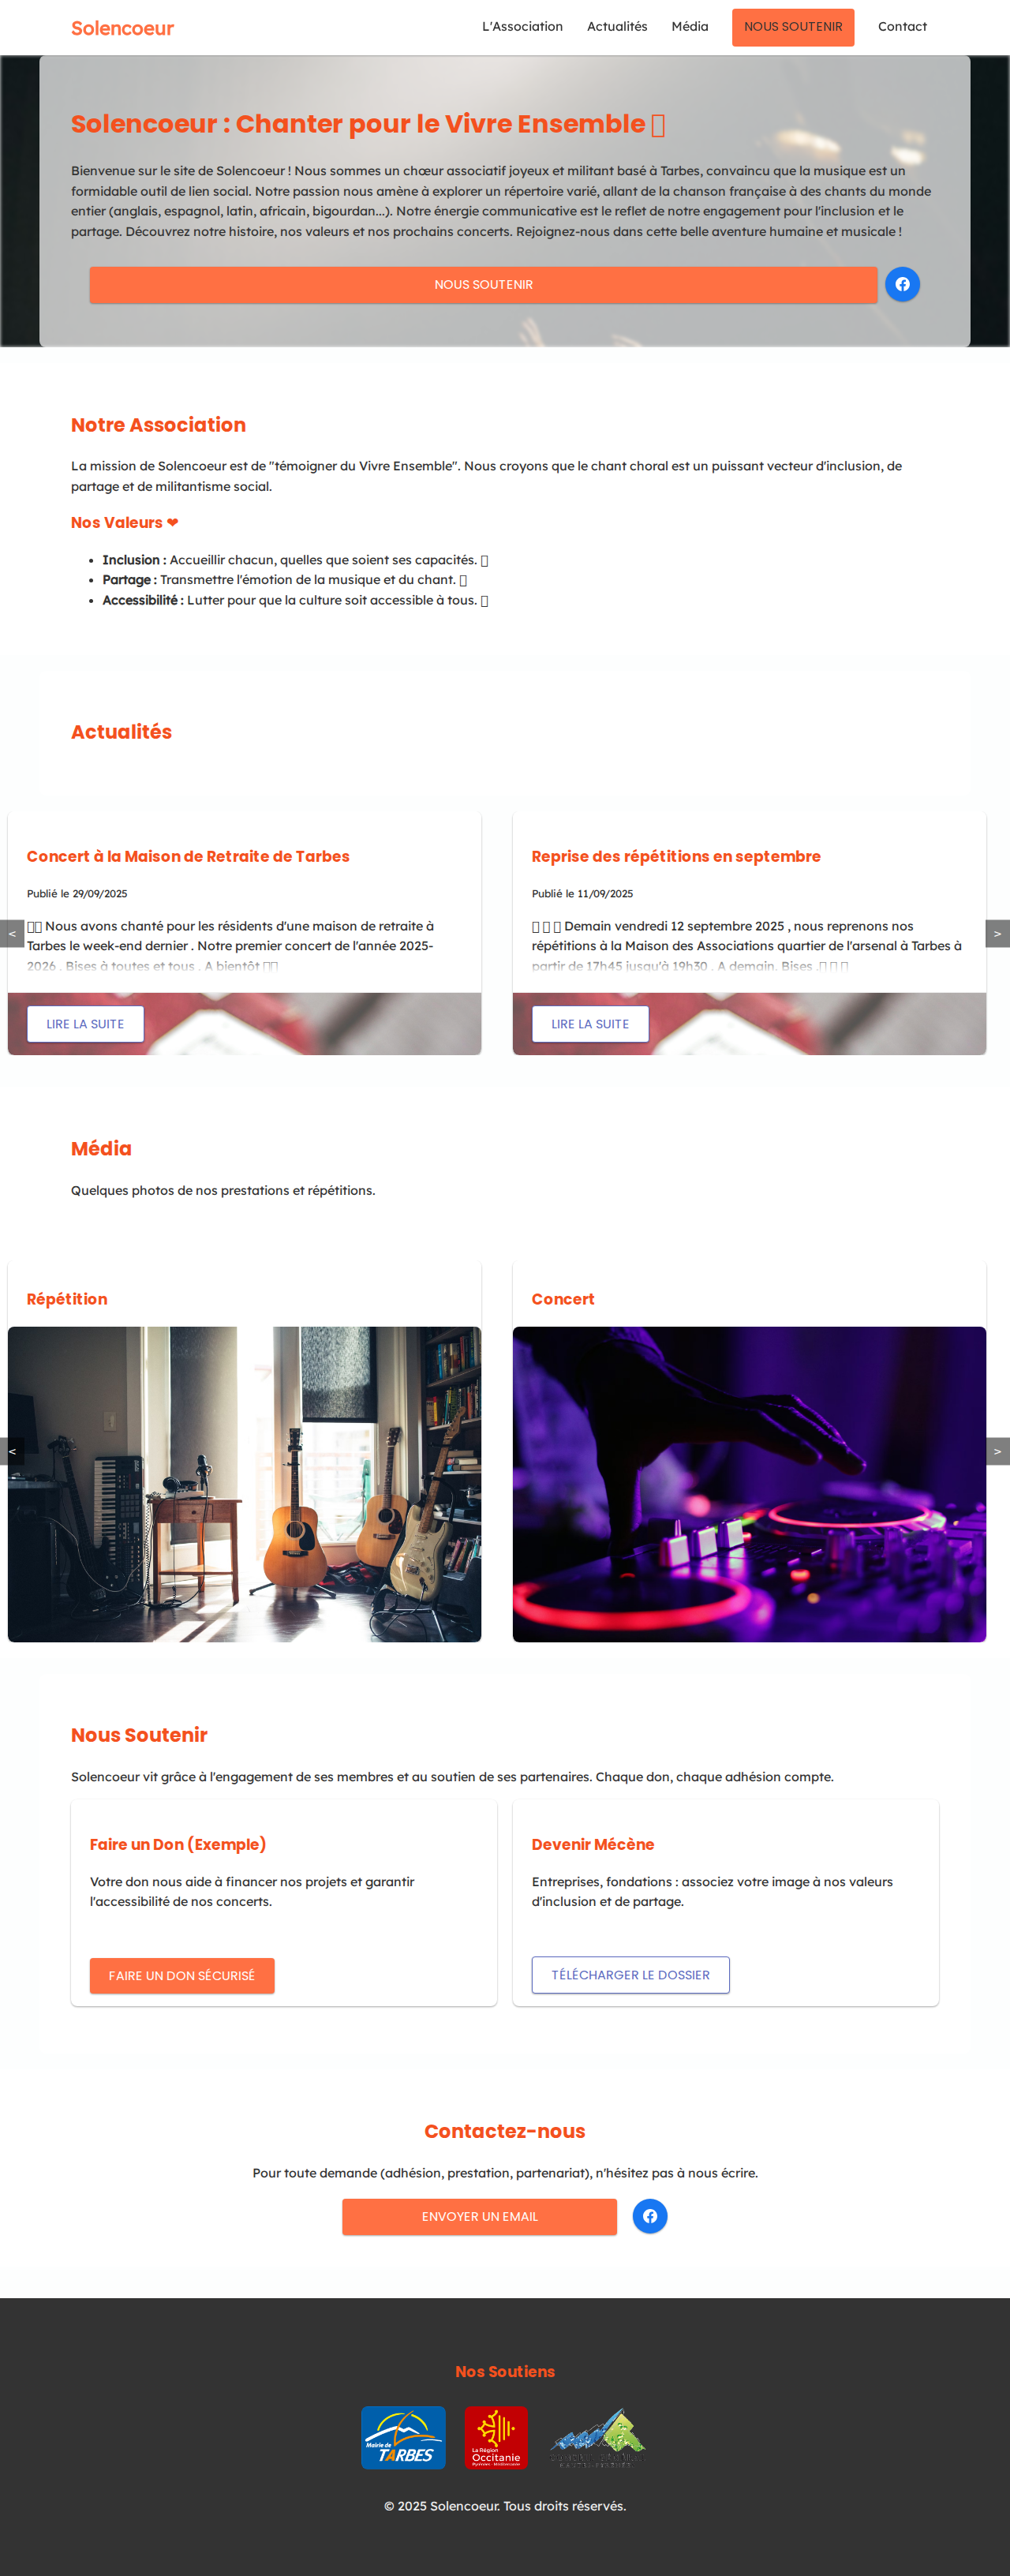 Solencoeur
L'Association
Actualités
Média
NOUS SOUTENIR
Contact
Solencoeur : Chanter pour le Vivre Ensemble
Bienvenue sur le site de Solencoeur ! Nous sommes un chœur associatif joyeux et militant basé à Tarbes, convaincu que la musique est un
formidable outil de lien social. Notre passion nous amène à explorer un répertoire varié, allant de la chanson française à des chants du monde
entier (anglais, espagnol, latin, africain, bigourdan...). Notre énergie communicative est le reflet de notre engagement pour l'inclusion et le
partage. Découvrez notre histoire, nos valeurs et nos prochains concerts. Rejoignez-nous dans cette belle aventure humaine et musicale !
NOUS SOUTENIR
Notre Association
La mission de Solencoeur est de "témoigner du Vivre Ensemble". Nous croyons que le chant choral est un puissant vecteur d'inclusion, de
partage et de militantisme social.
Nos Valeurs ❤
• Inclusion : Accueillir chacun, quelles que soient ses capacités.
• Partage : Transmettre l'émotion de la musique et du chant.
• Accessibilité : Lutter pour que la culture soit accessible à tous.
Actualités
Concert à la Maison de Retraite de Tarbes
Publié le 29/09/2025
Nous avons chanté pour les résidents d'une maison de retraite à
Tarbes le week-end dernier . Notre premier concert de l'année 2025-
2026 . Bises à toutes et tous . A bientôt
LIRE LA SUITE
<
Reprise des répétitions en septembre
Publié le 11/09/2025
Demain vendredi 12 septembre 2025 , nous reprenons nos
répétitions à la Maison des Associations quartier de l'arsenal à Tarbes à
partir de 17h45 jusqu'à 19h30 . A demain. Bises .
LIRE LA SUITE
>
Média
Quelques photos de nos prestations et répétitions.
Répétition
<
Concert
>
Nous Soutenir
Solencoeur vit grâce à l'engagement de ses membres et au soutien de ses partenaires. Chaque don, chaque adhésion compte.
Faire un Don (Exemple)
Votre don nous aide à financer nos projets et garantir
l'accessibilité de nos concerts.
FAIRE UN DON SÉCURISÉ
Devenir Mécène
Entreprises, fondations : associez votre image à nos valeurs
d'inclusion et de partage.
TÉLÉCHARGER LE DOSSIER
Contactez-nous
Pour toute demande (adhésion, prestation, partenariat), n'hésitez pas à nous écrire.
ENVOYER UN EMAIL
Nos Soutiens
Mairie de
TARBES
La Région
Occitanie
Pyrénées - Méditerranée
© 2025 Solencoeur. Tous droits réservés.